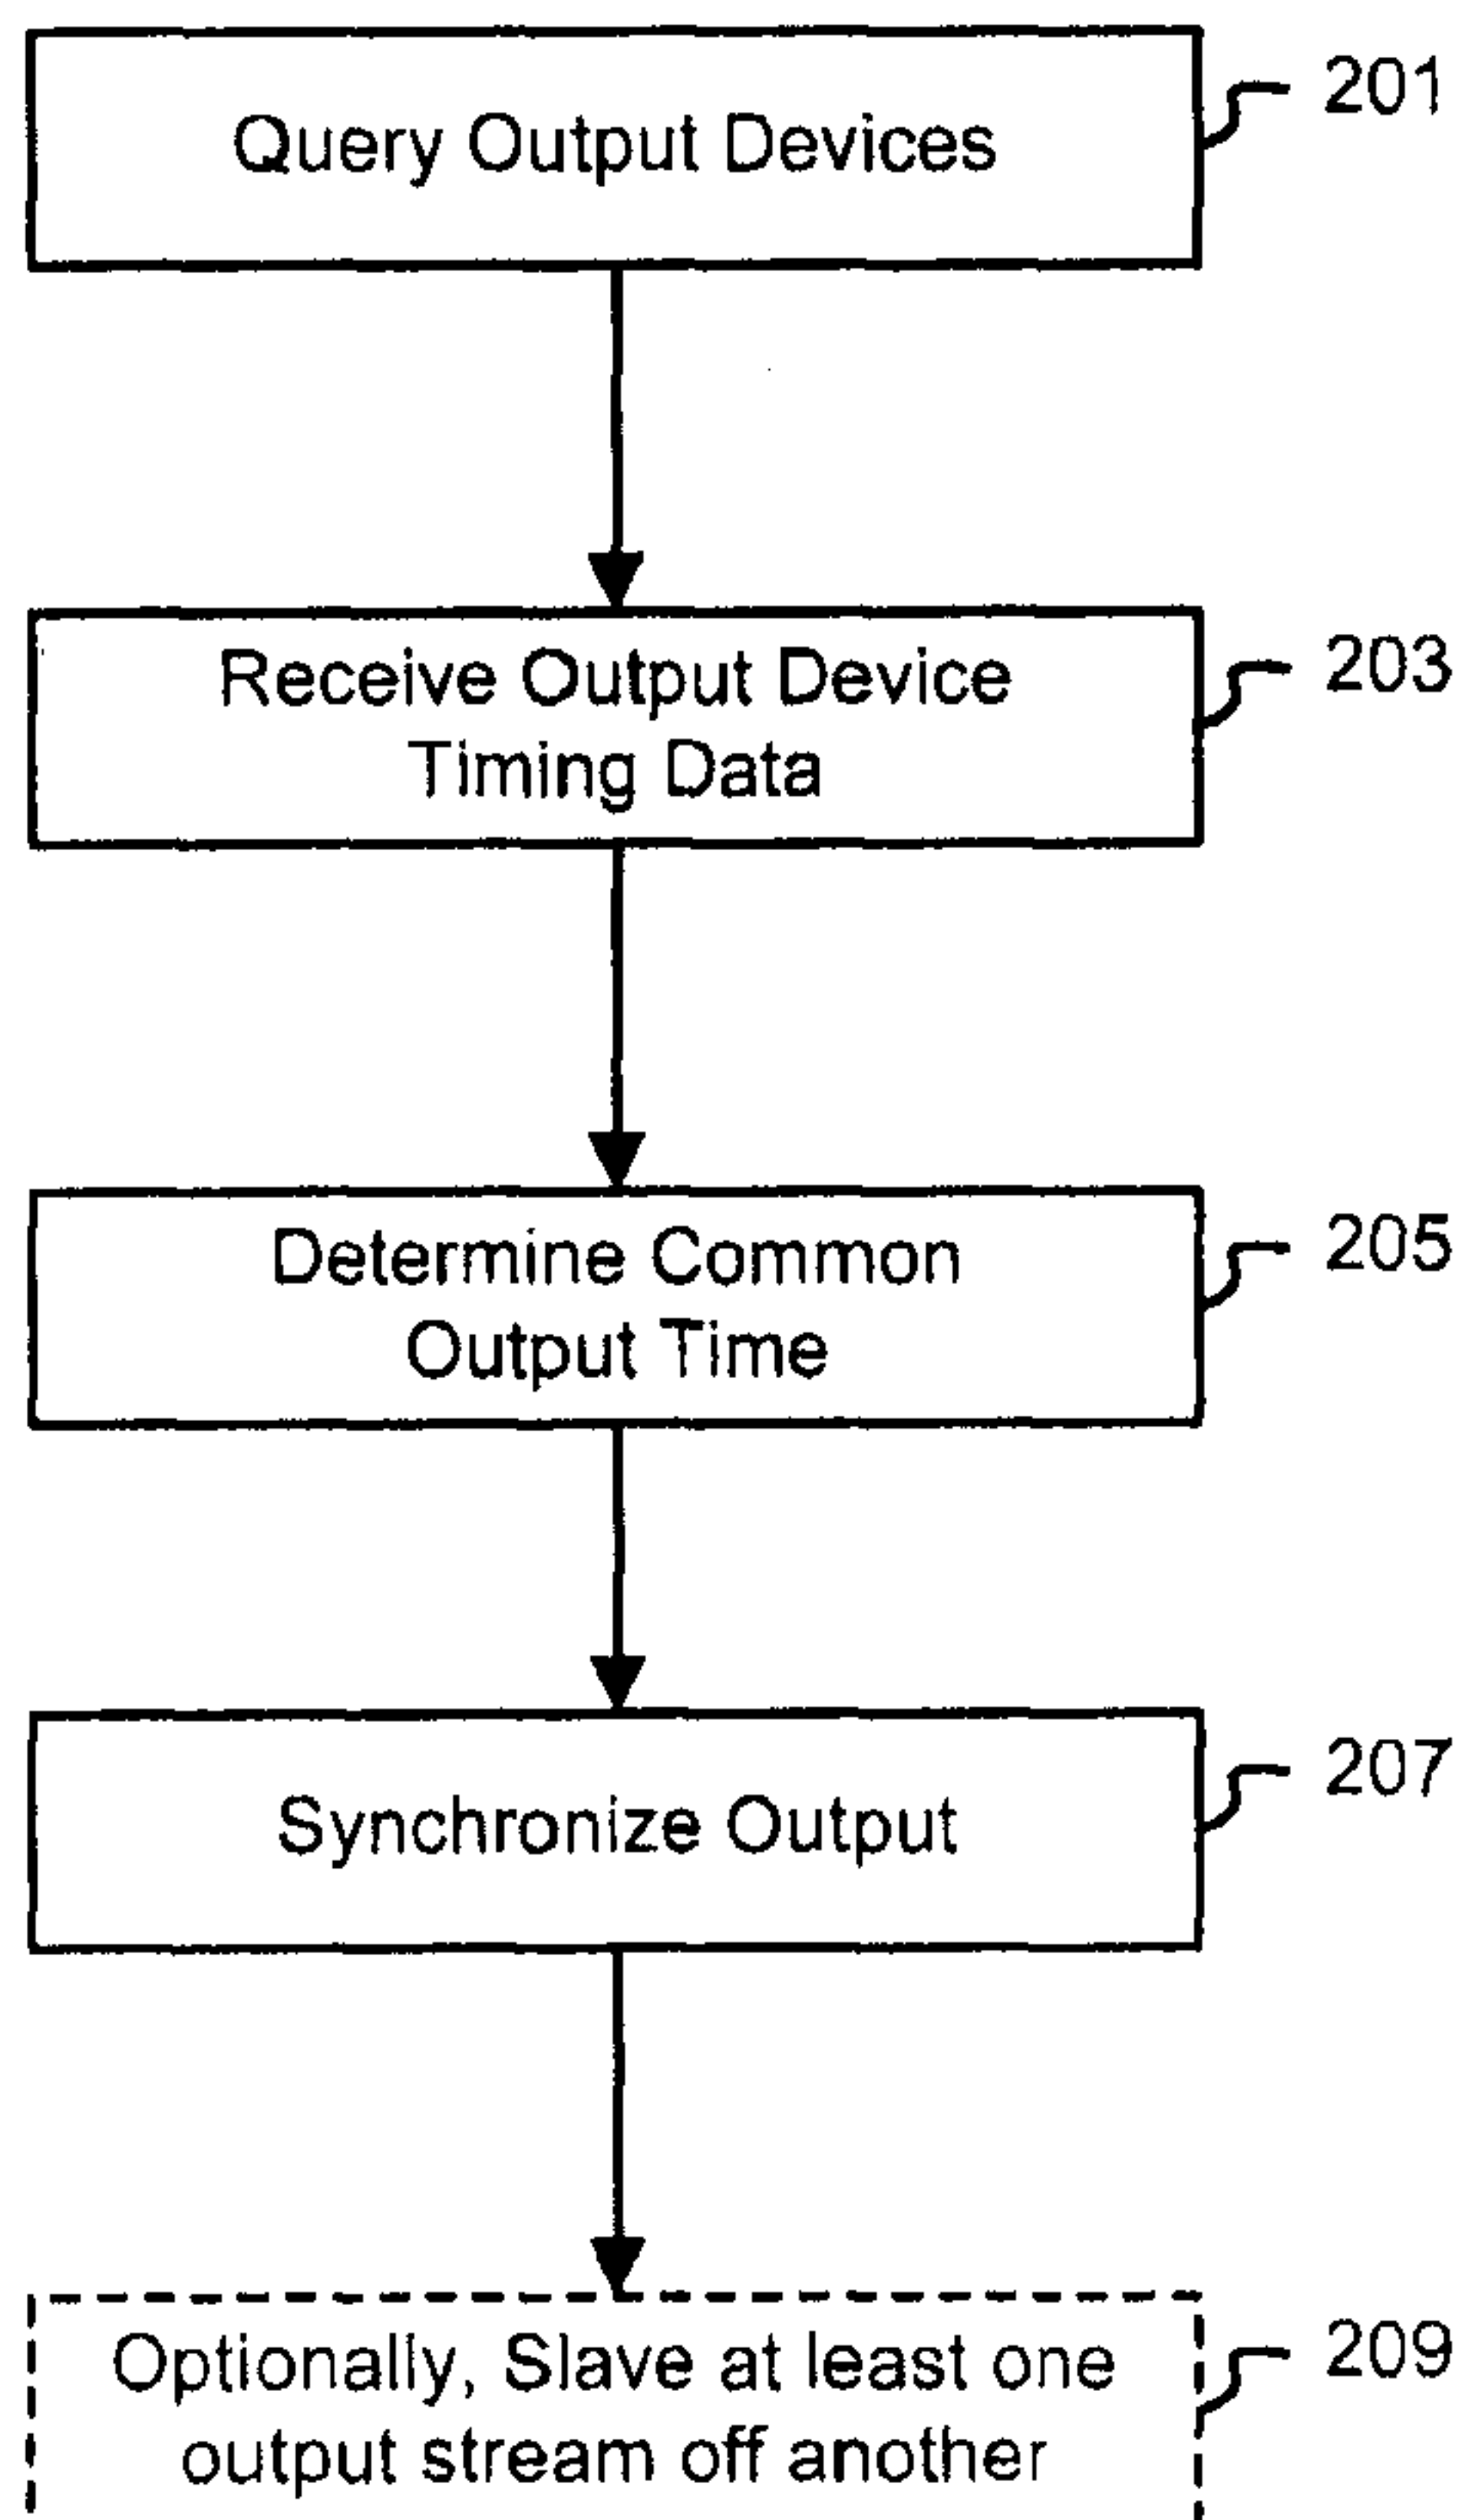 Query Output Devices
201
Receive Output Device
Timing Data
203
Determine Common
Output Time
205
Synchronize Output
207
Optionally, Slave at least one
output stream off another
209